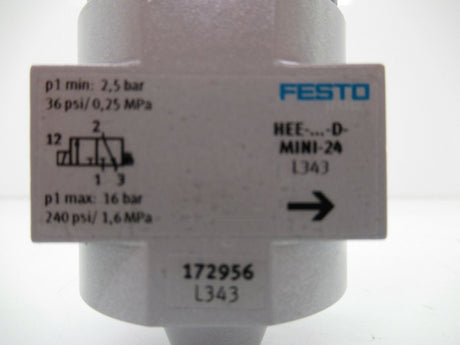 p1 min: 2,5 bar
36 psi/ 0,25 MPa
2
12
1 3
p1 max: 16 bar
240 psi/ 1,6 MPa
FESTO
HEE-...-D-
MINI-24
L343
172956
L343